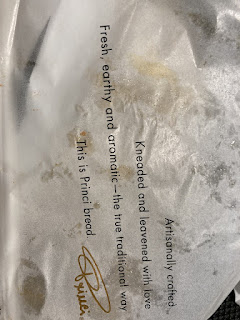 Artisanally crafted
Kneaded and leavened with love
Fresh, earthy and aromatic—the true traditional way
This is Princi bread
Princi